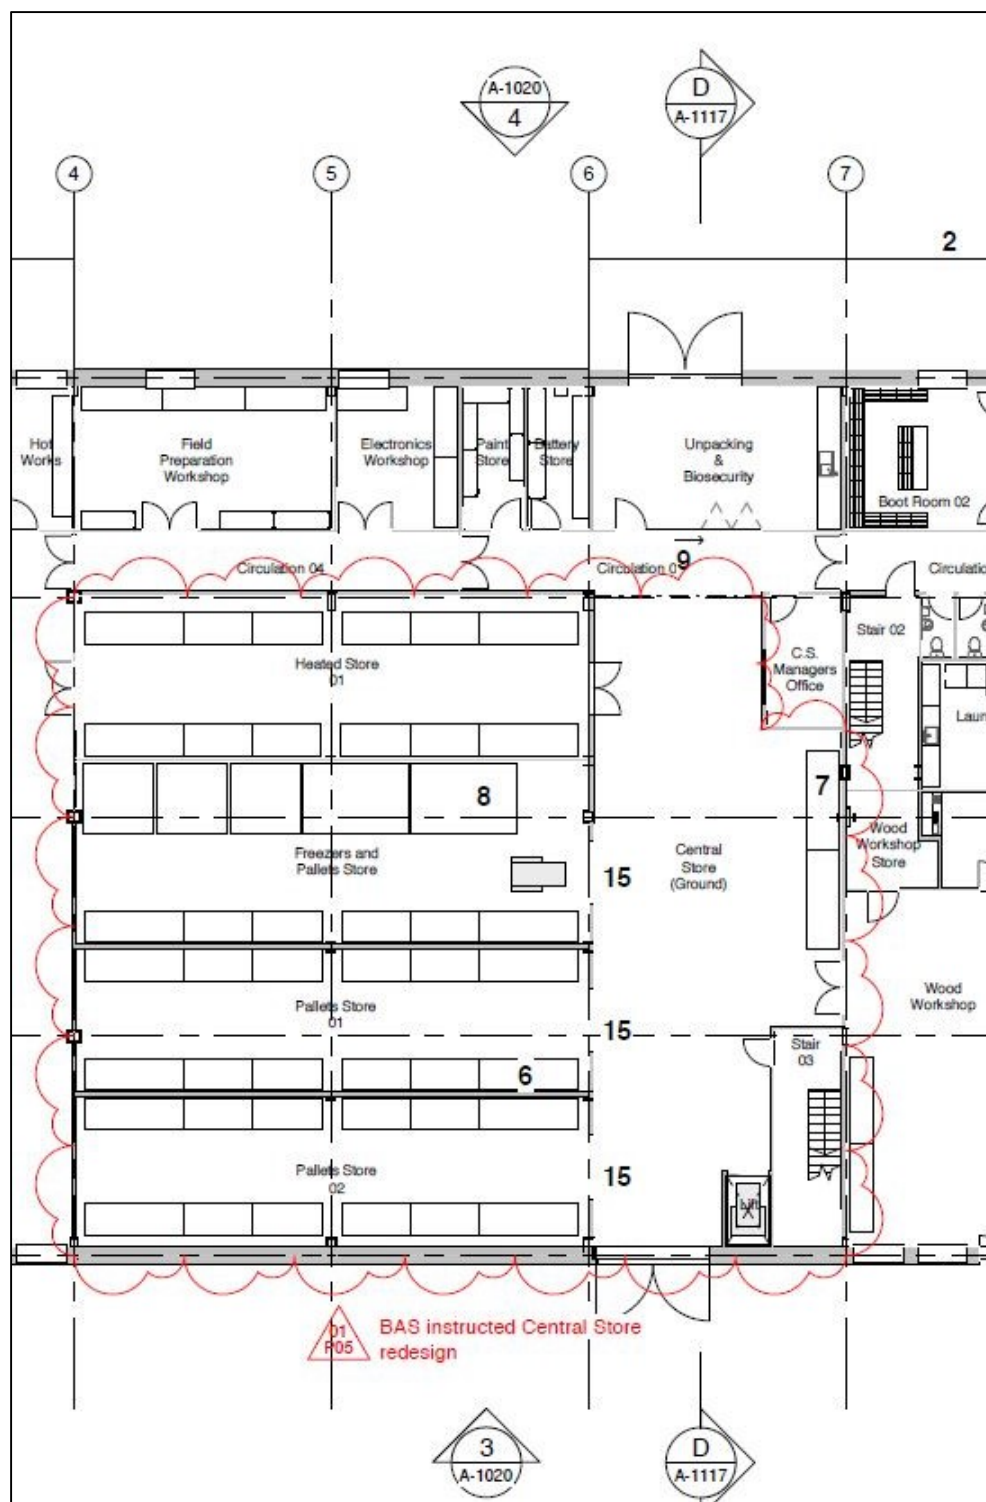 A-1020
4
D
A-1117
4
5
6
7
2
Hot
Works
Field
Preparation
Workshop
Electronics
Workshop
Paint
Store
Battery
Store
Unpacking
&
Biosecurity
Boot Room 02
9
Circulation 04
Circulation 0
Circulatio
Heated Store
01
C.S.
Managers
Office
Stair 02
Laun
8
7
Freezers and
Pallets Store
Central
Store
(Ground)
Wood
Workshop
Store
15
Pallets Store
01
15
Wood
Workshop
Stair
03
6
Pallets Store
02
15
Lift
01
P05
BAS instructed Central Store
redesign
3
A-1020
D
A-1117